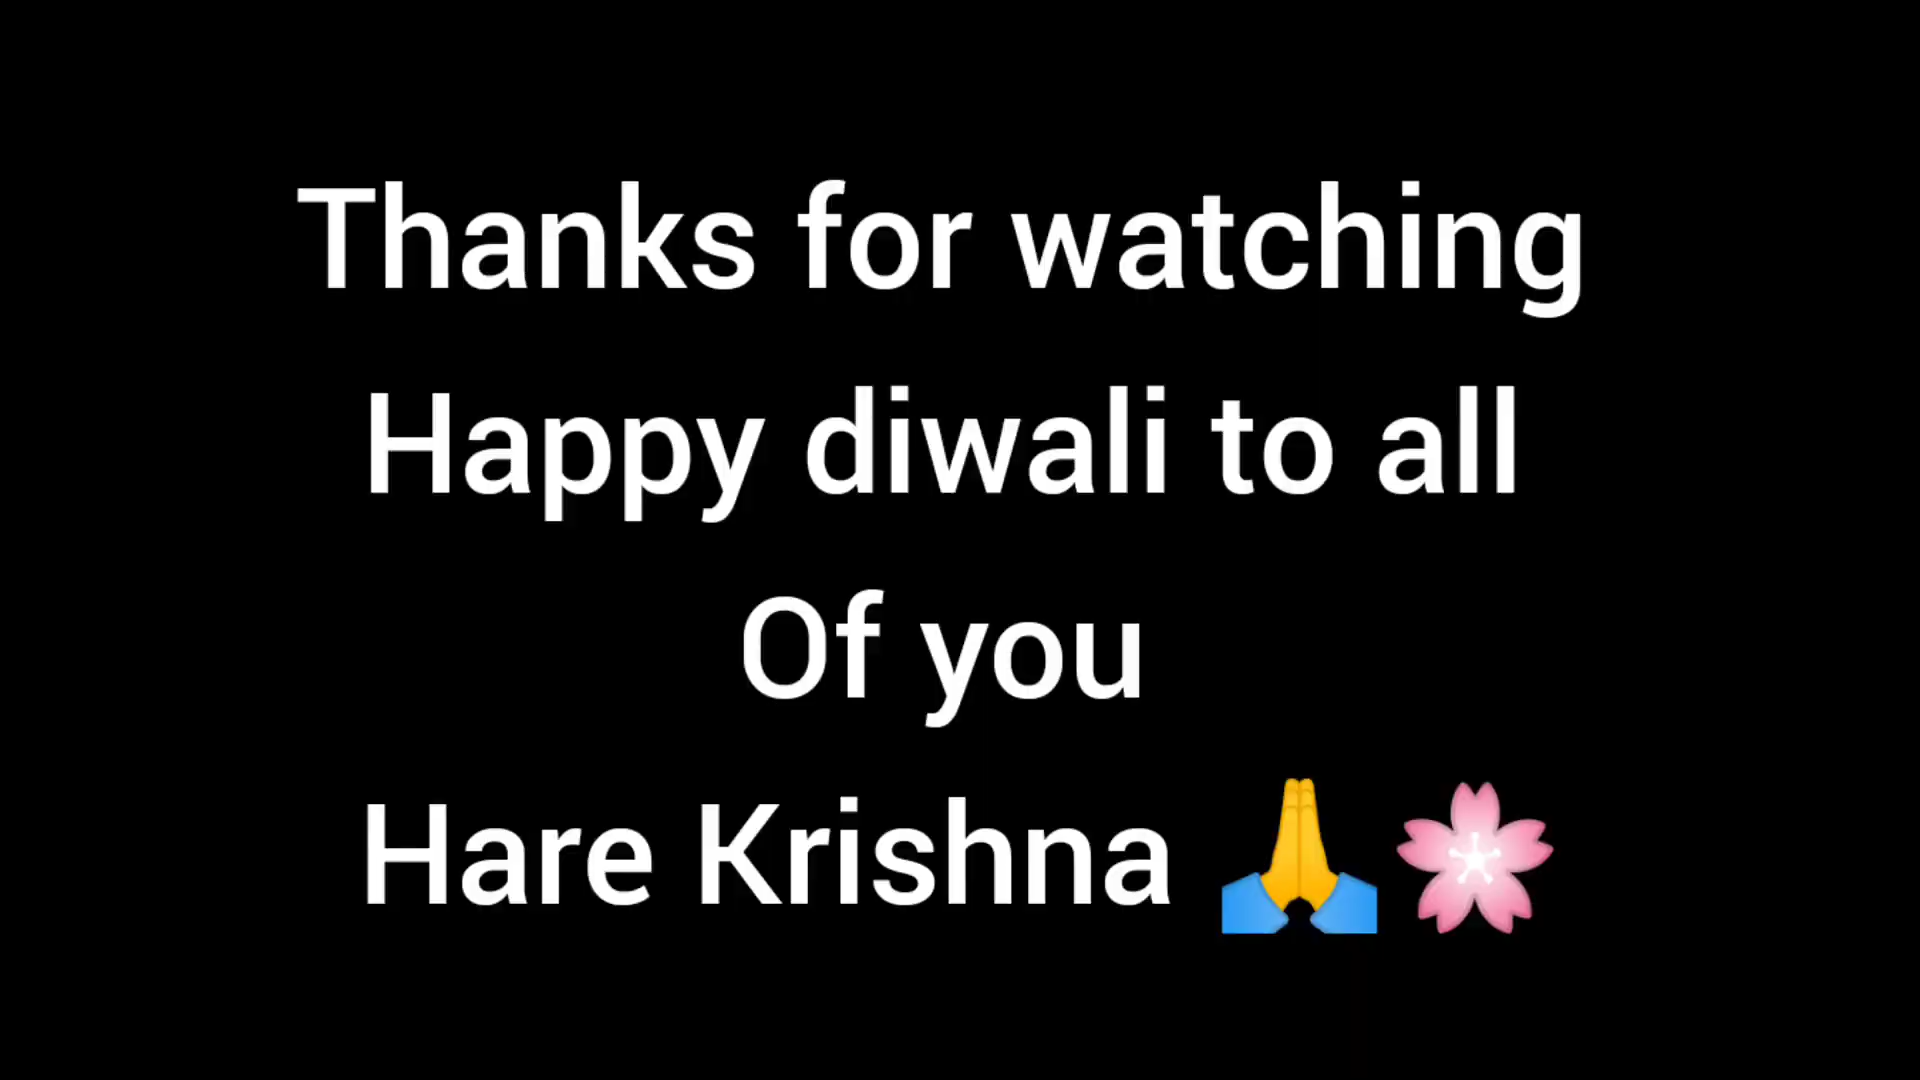 Thanks for watching
Happy diwali to all
Of you
Hare Krishna 🙏🌸